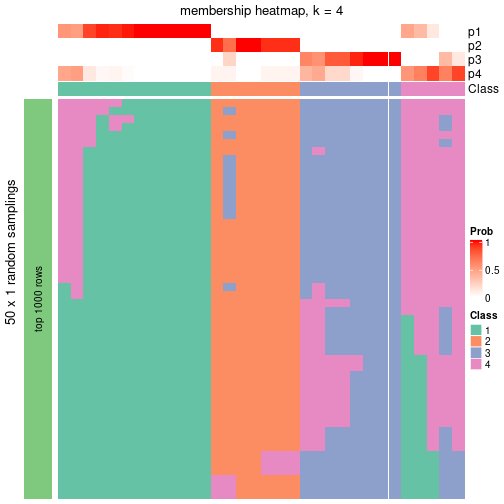 membership heatmap, k = 4
p1
p2
p3
p4
Class
50 x 1 random samplings
top 1000 rows
Prob
1
0.5
0
Class
1
2
3
4